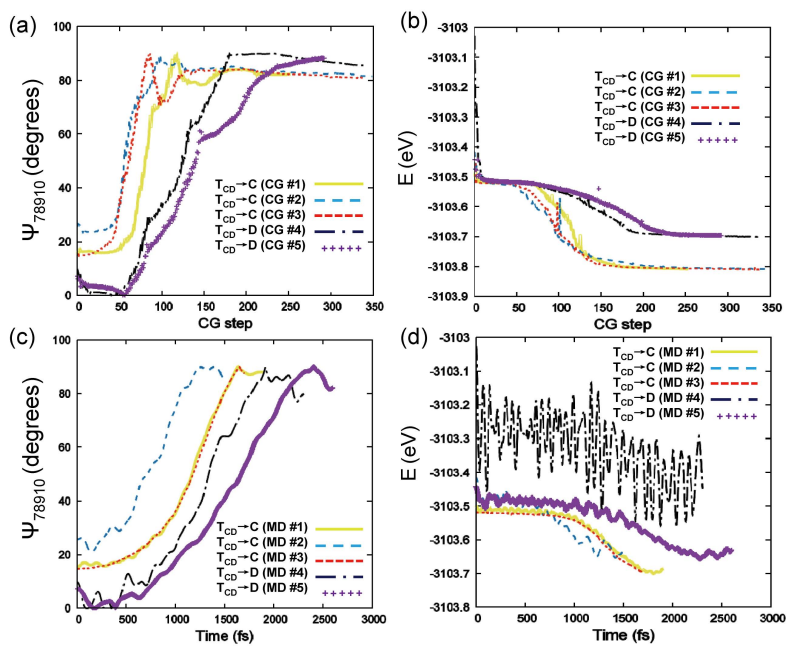 (a)
Ψ78910 (degrees)
100
80
60
40
20
0
TCD→C (CG #1)
TCD→C (CG #2)
TCD→C (CG #3)
TCD→D (CG #4)
TCD→D (CG #5)
0 50 100 150 200 250 300 350
CG step
(b)
E (eV)
-3103
-3103.1
-3103.2
-3103.3
-3103.4
-3103.5
-3103.6
-3103.7
-3103.8
-3103.9
TCD→C (CG #1)
TCD→C (CG #2)
TCD→C (CG #3)
TCD→D (CG #4)
TCD→D (CG #5)
0 50 100 150 200 250 300 350
CG step
(c)
Ψ78910 (degrees)
100
80
60
40
20
0
TCD→C (MD #1)
TCD→C (MD #2)
TCD→C (MD #3)
TCD→D (MD #4)
TCD→D (MD #5)
0 500 1000 1500 2000 2500 3000
Time (fs)
(d)
E (eV)
-3103
-3103.1
-3103.2
-3103.3
-3103.4
-3103.5
-3103.6
-3103.7
-3103.8
TCD→C (MD #1)
TCD→C (MD #2)
TCD→C (MD #3)
TCD→D (MD #4)
TCD→D (MD #5)
0 500 1000 1500 2000 2500 3000
Time (fs)